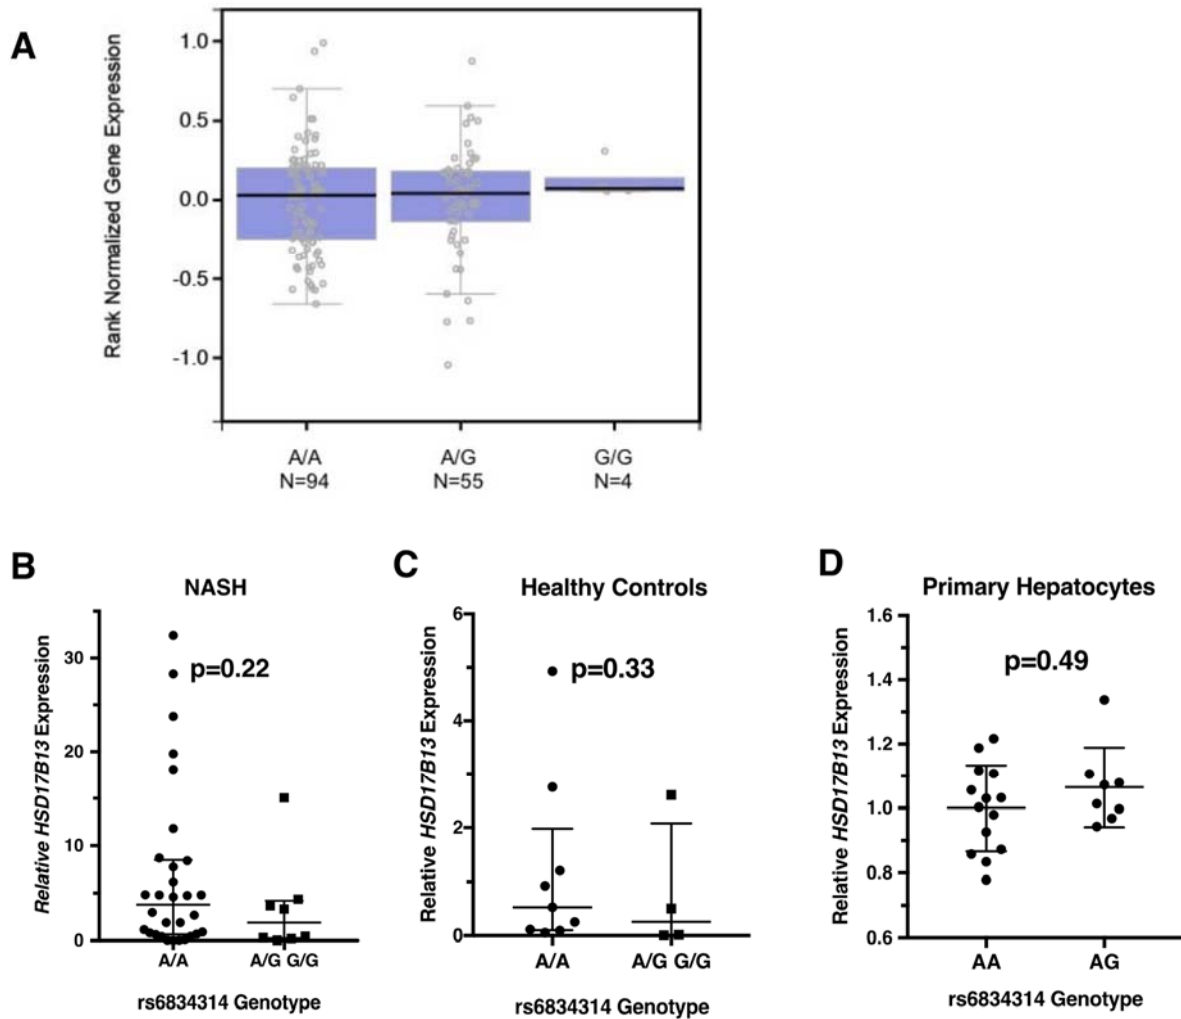 A
Rank Normalized Gene Expression
1.0
0.5
0.0
-0.5
-1.0
A/A
N=94
A/G
N=55
G/G
N=4
B
NASH
Relative HSD17B13 Expression
30
20
10
0
p=0.22
A/A
A/G G/G
rs6834314 Genotype
C
Healthy Controls
Relative HSD17B13 Expression
6
4
2
0
p=0.33
A/A
A/G G/G
rs6834314 Genotype
D
Primary Hepatocytes
Relative HSD17B13 Expression
1.6
1.4
1.2
1.0
0.8
0.6
p=0.49
AA
AG
rs6834314 Genotype